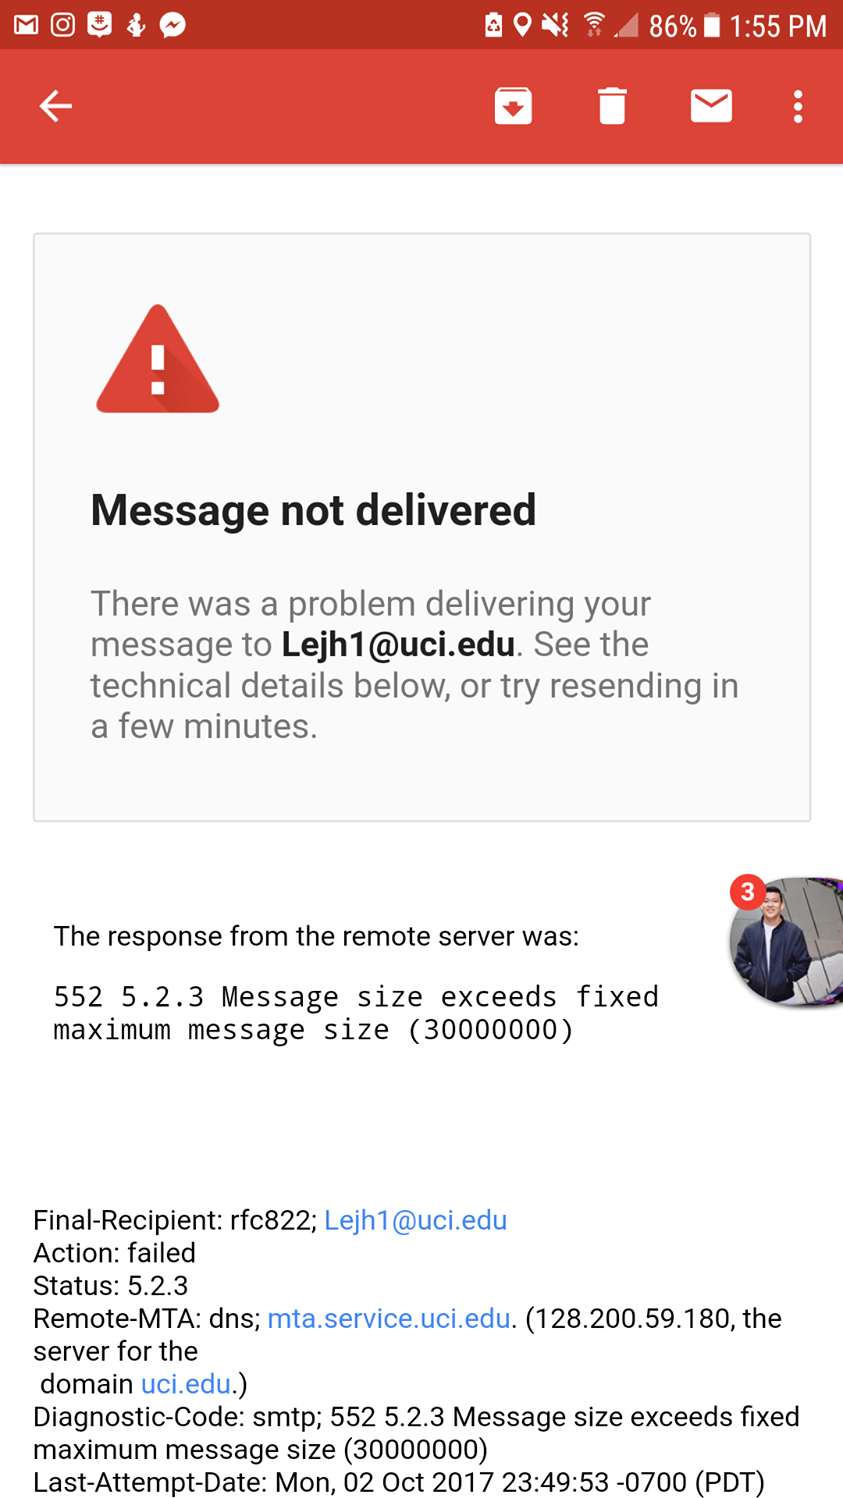 86% 1:55 PM
Message not delivered
There was a problem delivering your
message to Lejh1@uci.edu. See the
technical details below, or try resending in
a few minutes.
3
The response from the remote server was:
552 5.2.3 Message size exceeds fixed
maximum message size (30000000)
Final-Recipient: rfc822; Lejh1@uci.edu
Action: failed
Status: 5.2.3
Remote-MTA: dns; mta.service.uci.edu. (128.200.59.180, the
server for the
domain uci.edu.)
Diagnostic-Code: smtp; 552 5.2.3 Message size exceeds fixed
maximum message size (30000000)
Last-Attempt-Date: Mon, 02 Oct 2017 23:49:53 -0700 (PDT)